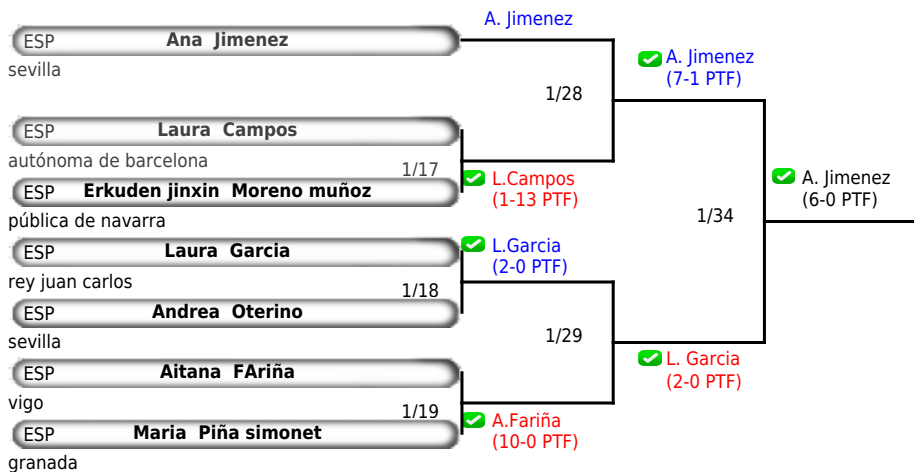 A. Jimenez
ESP Ana Jimenez
sevilla
A. Jimenez
(7-1 PTF)
1/28
ESP Laura Campos
autónoma de barcelona
1/17
L.Campos
(1-13 PTF)
ESP Erkuden jinxin Moreno muñoz
pública de navarra
A. Jimenez
(6-0 PTF)
1/34
ESP Laura Garcia
rey juan carlos
L.Garcia
(2-0 PTF)
1/18
ESP Andrea Oterino
sevilla
1/29
ESP Aitana FAriña
vigo
L. Garcia
(2-0 PTF)
1/19
A.Fariña
(10-0 PTF)
ESP Maria Piña simonet
granada